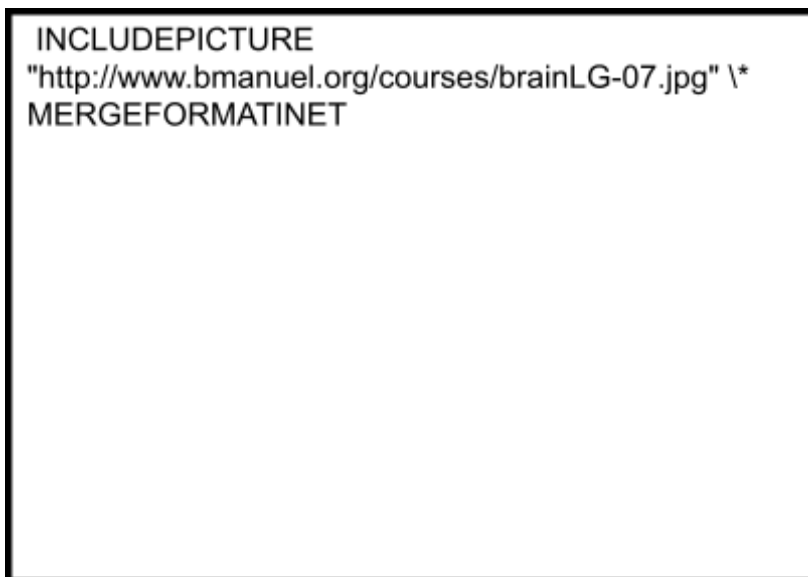 INCLUDEPICTURE
"http://www.bmanuel.org/courses/brainLG-07.jpg" \*
MERGEFORMATINET